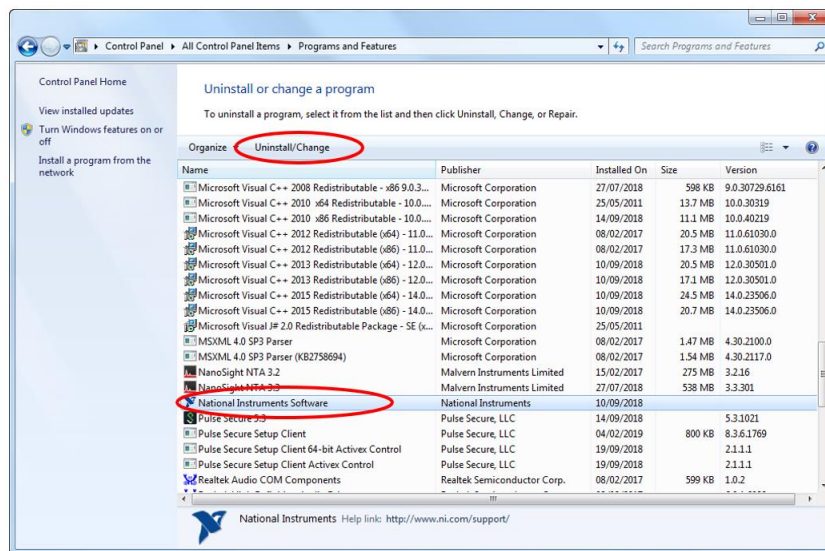 Control Panel ▸ All Control Panel Items ▸ Programs and Features
Search Programs and Features
Control Panel Home
View installed updates
Turn Windows features on or
off
Install a program from the
network
Uninstall or change a program
To uninstall a program, select it from the list and then click Uninstall, Change, or Repair.
Organize Uninstall/Change
Name Publisher Installed On Size Version
Microsoft Visual C++ 2008 Redistributable - x86 9.0.3... Microsoft Corporation 27/07/2018 598 KB 9.0.30729.6161
Microsoft Visual C++ 2010 x64 Redistributable - 10.0.... Microsoft Corporation 25/05/2011 13.7 MB 10.0.30319
Microsoft Visual C++ 2010 x86 Redistributable - 10.0.... Microsoft Corporation 14/09/2018 11.1 MB 10.0.40219
Microsoft Visual C++ 2012 Redistributable (x64) - 11.0... Microsoft Corporation 08/02/2017 20.5 MB 11.0.61030.0
Microsoft Visual C++ 2012 Redistributable (x86) - 11.0... Microsoft Corporation 08/02/2017 17.3 MB 11.0.61030.0
Microsoft Visual C++ 2013 Redistributable (x64) - 12.0... Microsoft Corporation 10/09/2018 20.5 MB 12.0.30501.0
Microsoft Visual C++ 2013 Redistributable (x86) - 12.0... Microsoft Corporation 10/09/2018 17.1 MB 12.0.30501.0
Microsoft Visual C++ 2015 Redistributable (x64) - 14.0... Microsoft Corporation 10/09/2018 24.5 MB 14.0.23506.0
Microsoft Visual C++ 2015 Redistributable (x86) - 14.0... Microsoft Corporation 10/09/2018 20.7 MB 14.0.23506.0
Microsoft Visual J# 2.0 Redistributable Package - SE (x... Microsoft Corporation 25/05/2011
MSXML 4.0 SP3 Parser Microsoft Corporation 08/02/2017 1.47 MB 4.30.2100.0
MSXML 4.0 SP3 Parser (KB2758694) Microsoft Corporation 08/02/2017 1.54 MB 4.30.2117.0
NanoSight NTA 3.2 Malvern Instruments Limited 15/02/2017 275 MB 3.2.16
NanoSight NTA 3.3 Malvern Instruments Limited 27/07/2018 538 MB 3.3.301
National Instruments Software National Instruments 10/09/2018
Pulse Secure 5.3 Pulse Secure, LLC 14/09/2018 5.3.1021
Pulse Secure Setup Client Pulse Secure, LLC 04/02/2019 800 KB 8.3.6.1769
Pulse Secure Setup Client 64-bit Activex Control Pulse Secure, LLC 19/09/2018 2.1.1.1
Pulse Secure Setup Client Activex Control Pulse Secure, LLC 19/09/2018 2.1.1.1
Realtek Audio COM Components Realtek Semiconductor Corp. 08/02/2017 599 KB 1.0.2
National Instruments Help link: http://www.ni.com/support/